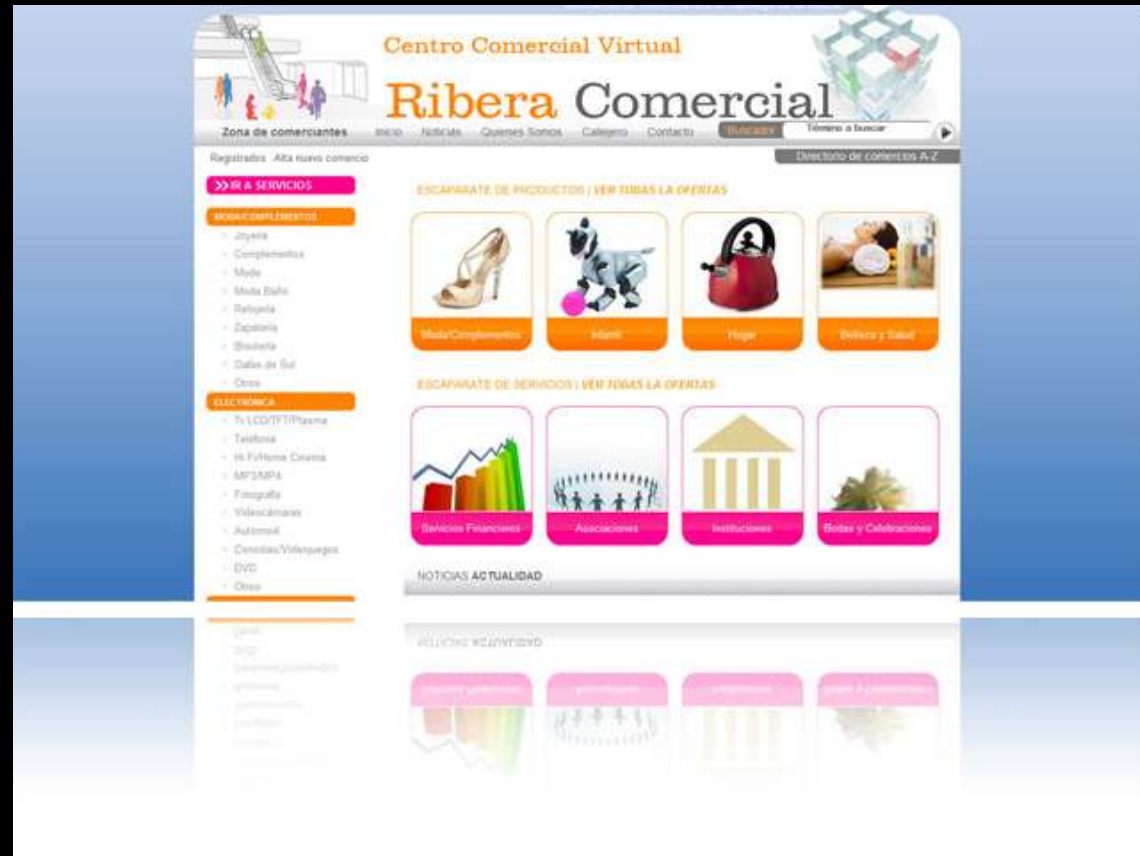 Centro Comercial Virtual
Ribera Comercial
Zona de comerciantes
Inicio Noticias Quienes Somos Callejero Contacto Buscador Término a buscar
Registrados Alta nuevo comercio
Directorio de comercios A-Z
IR A SERVICIOS
MODA/COMPLEMENTOS
Joyería
Complementos
Moda
Moda Baño
Relojería
Zapatería
Bisutería
Gafas de Sol
Otros
ELECTRÓNICA
Tv LCD/TFT/Plasma
Telefonía
Hi Fi/Home Cinema
MP3/MP4
Fotografía
Videocámaras
Automovil
Consolas/Videojuegos
DVD
Otros
ESCAPARATE DE PRODUCTOS | VER TODAS LA OFERTAS
Moda/Complementos
Infantil
Hogar
Belleza y Salud
ESCAPARATE DE SERVICIOS | VER TODAS LA OFERTAS
Servicios Financieros
Asociaciones
Instituciones
Bodas y Celebraciones
NOTICIAS ACTUALIDAD